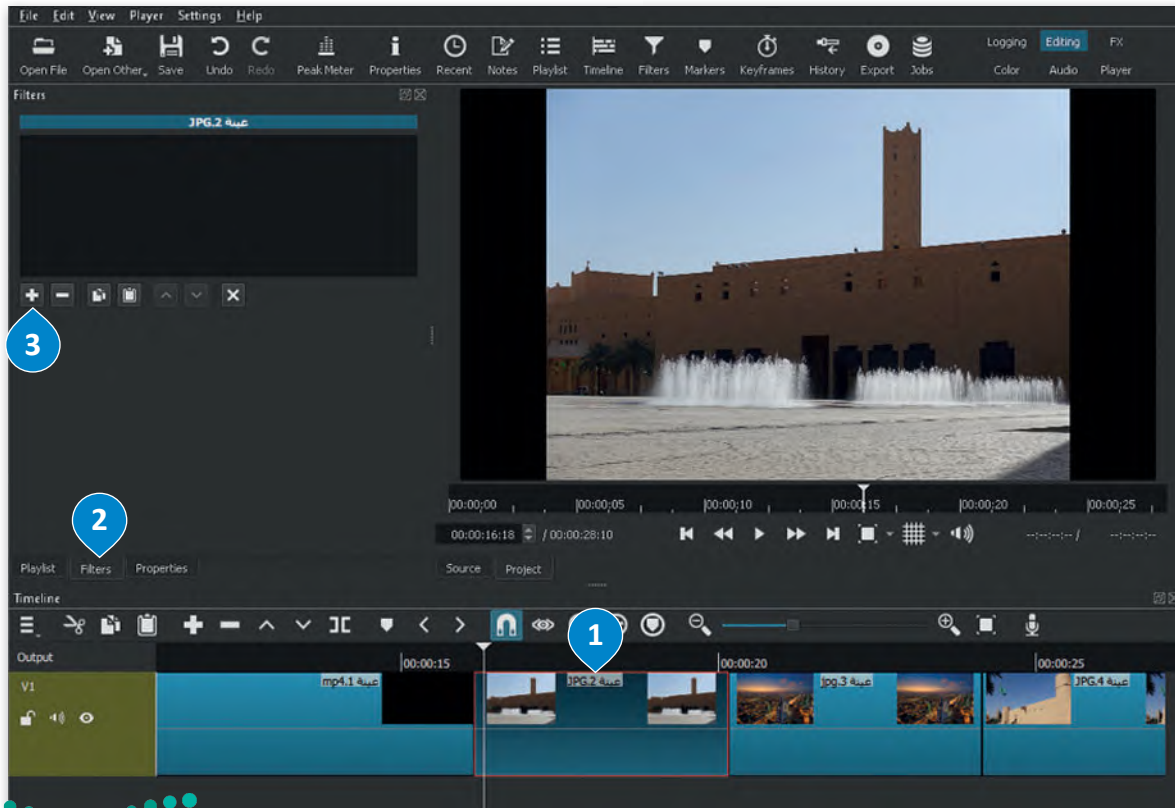 File Edit View Player Settings Help
Open File Open Other Save Undo Redo Peak Meter Properties Recent Notes Playlist Timeline Filters Markers Keyframes History Export Jobs
Logging Editing FX
Color Audio Player
Filters
عينة 2.JPG
3
2
|00:00;00 |00:00;05 |00:00;10 |00:00;15 |00:00;20 |00:00;25
00:00:16:18 / 00:00:28:10
--:--:--:-- / --:--:--:--
Playlist Filters Properties
Source Project
Timeline
1
Output
00:00:15 00:00:20 00:00:25
V1
عينة 1.mp4
عينة 2.JPG
عينة 3.jpg
عينة 4.JPG